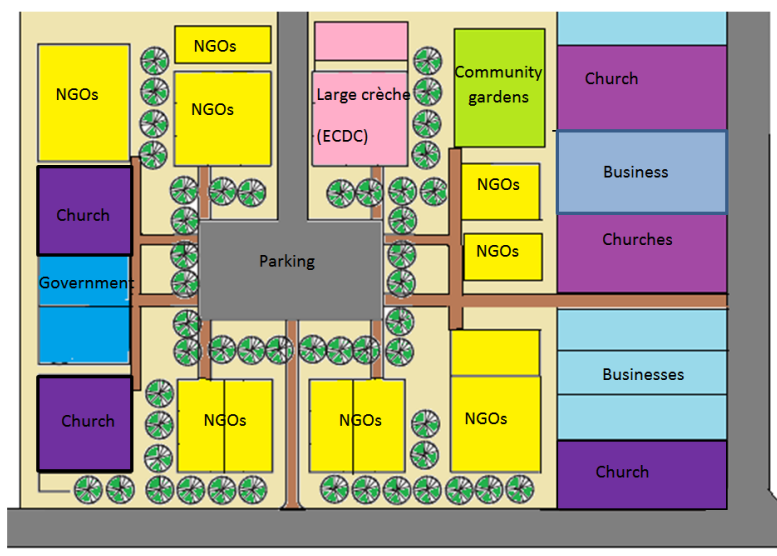 NGOs
NGOs
NGOs
Large crèche
(ECDC)
Community
gardens
Church
Business
Church
NGOs
Churches
NGOs
Government
Parking
Businesses
Church
NGOs
NGOs
NGOs
Church